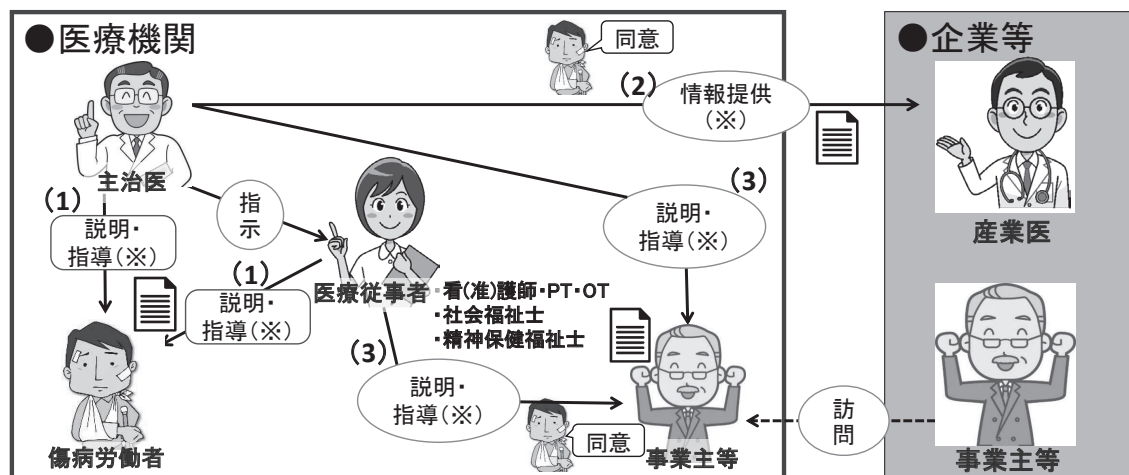 ●医療機関
同意
●企業等
(2)
情報提供
(※)
主治医
(1)
説明・
指導(※)
指
示
(3)
説明・
指導(※)
産業医
(1)
説明・
指導(※)
医療従事者
・看(准)護師・PT・OT
・社会福祉士
・精神保健福祉士
(3)
説明・
指導(※)
同意
訪
問
傷病労働者
事業主等
事業主等